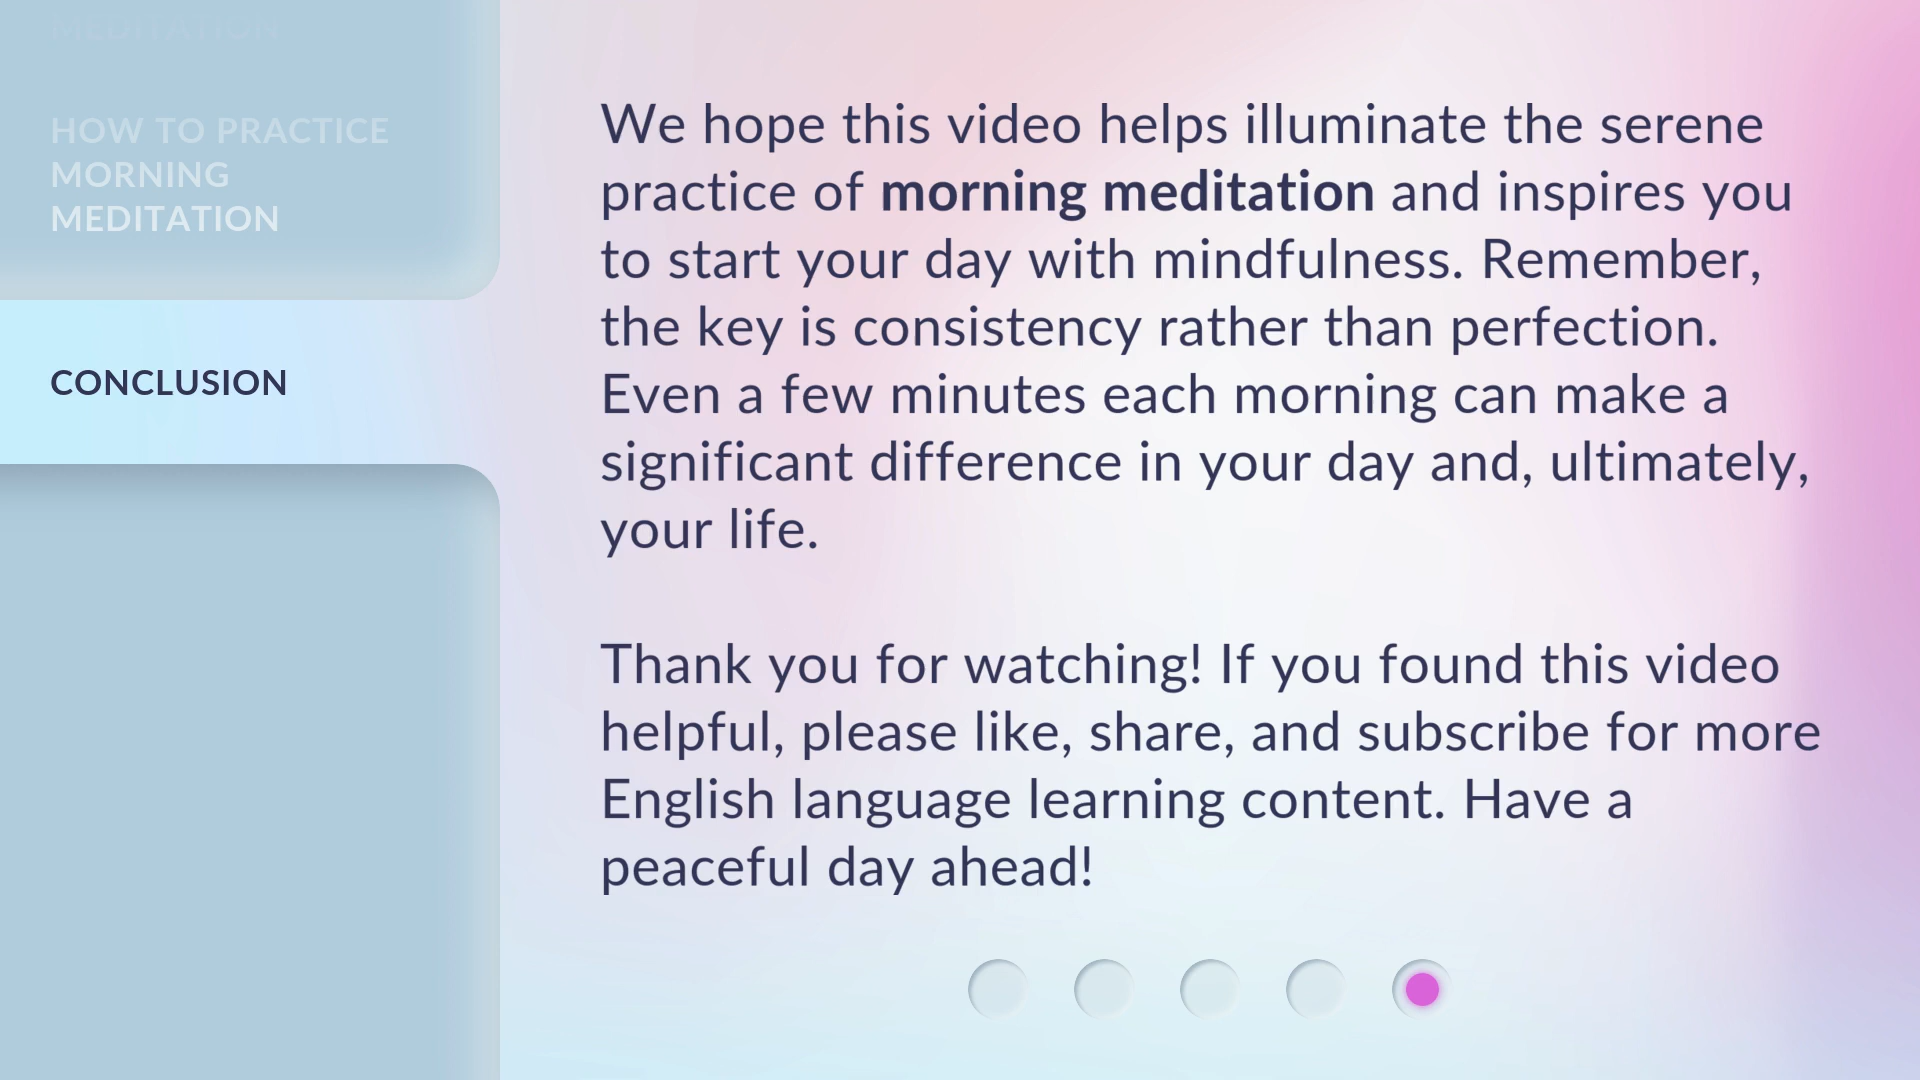 MEDITATION
HOW TO PRACTICE
MORNING
MEDITATION
CONCLUSION
We hope this video helps illuminate the serene
practice of morning meditation and inspires you
to start your day with mindfulness. Remember,
the key is consistency rather than perfection.
Even a few minutes each morning can make a
significant difference in your day and, ultimately,
your life.
Thank you for watching! If you found this video
helpful, please like, share, and subscribe for more
English language learning content. Have a
peaceful day ahead!